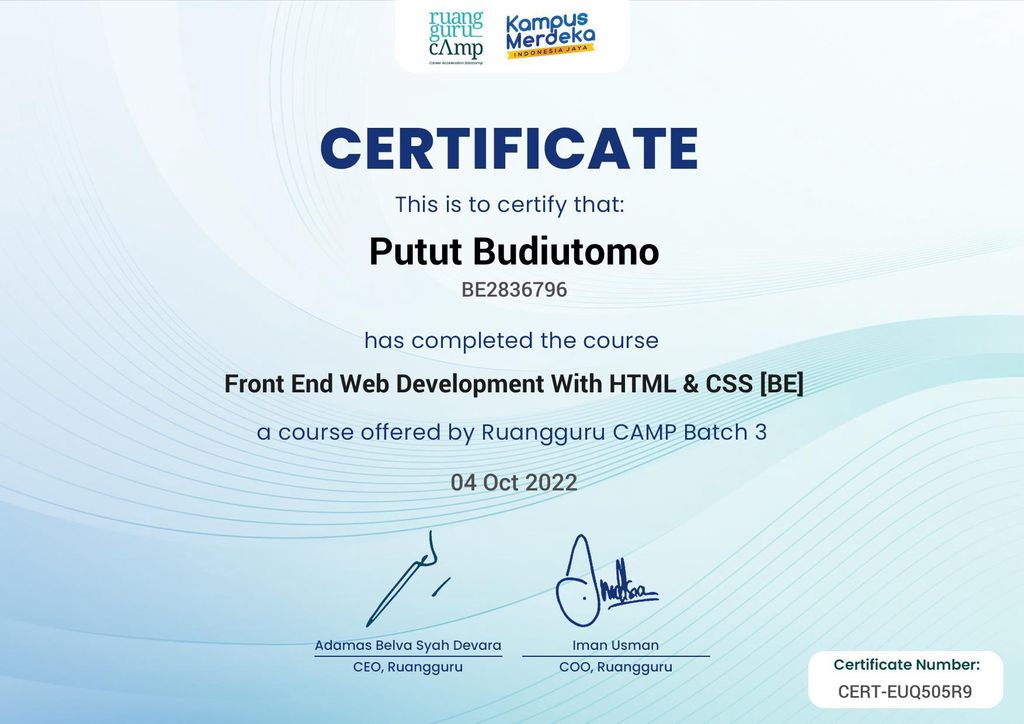 ruang
guru
cAmp
Career Acceleration Bootcamp
Kampus
Merdeka
INDONESIA JAYA
CERTIFICATE
This is to certify that:
Putut Budiutomo
BE2836796
has completed the course
Front End Web Development With HTML & CSS [BE]
a course offered by Ruangguru CAMP Batch 3
04 Oct 2022
Adamas Belva Syah Devara
CEO, Ruangguru
Iman Usman
COO, Ruangguru
Certificate Number:
CERT-EUQ505R9